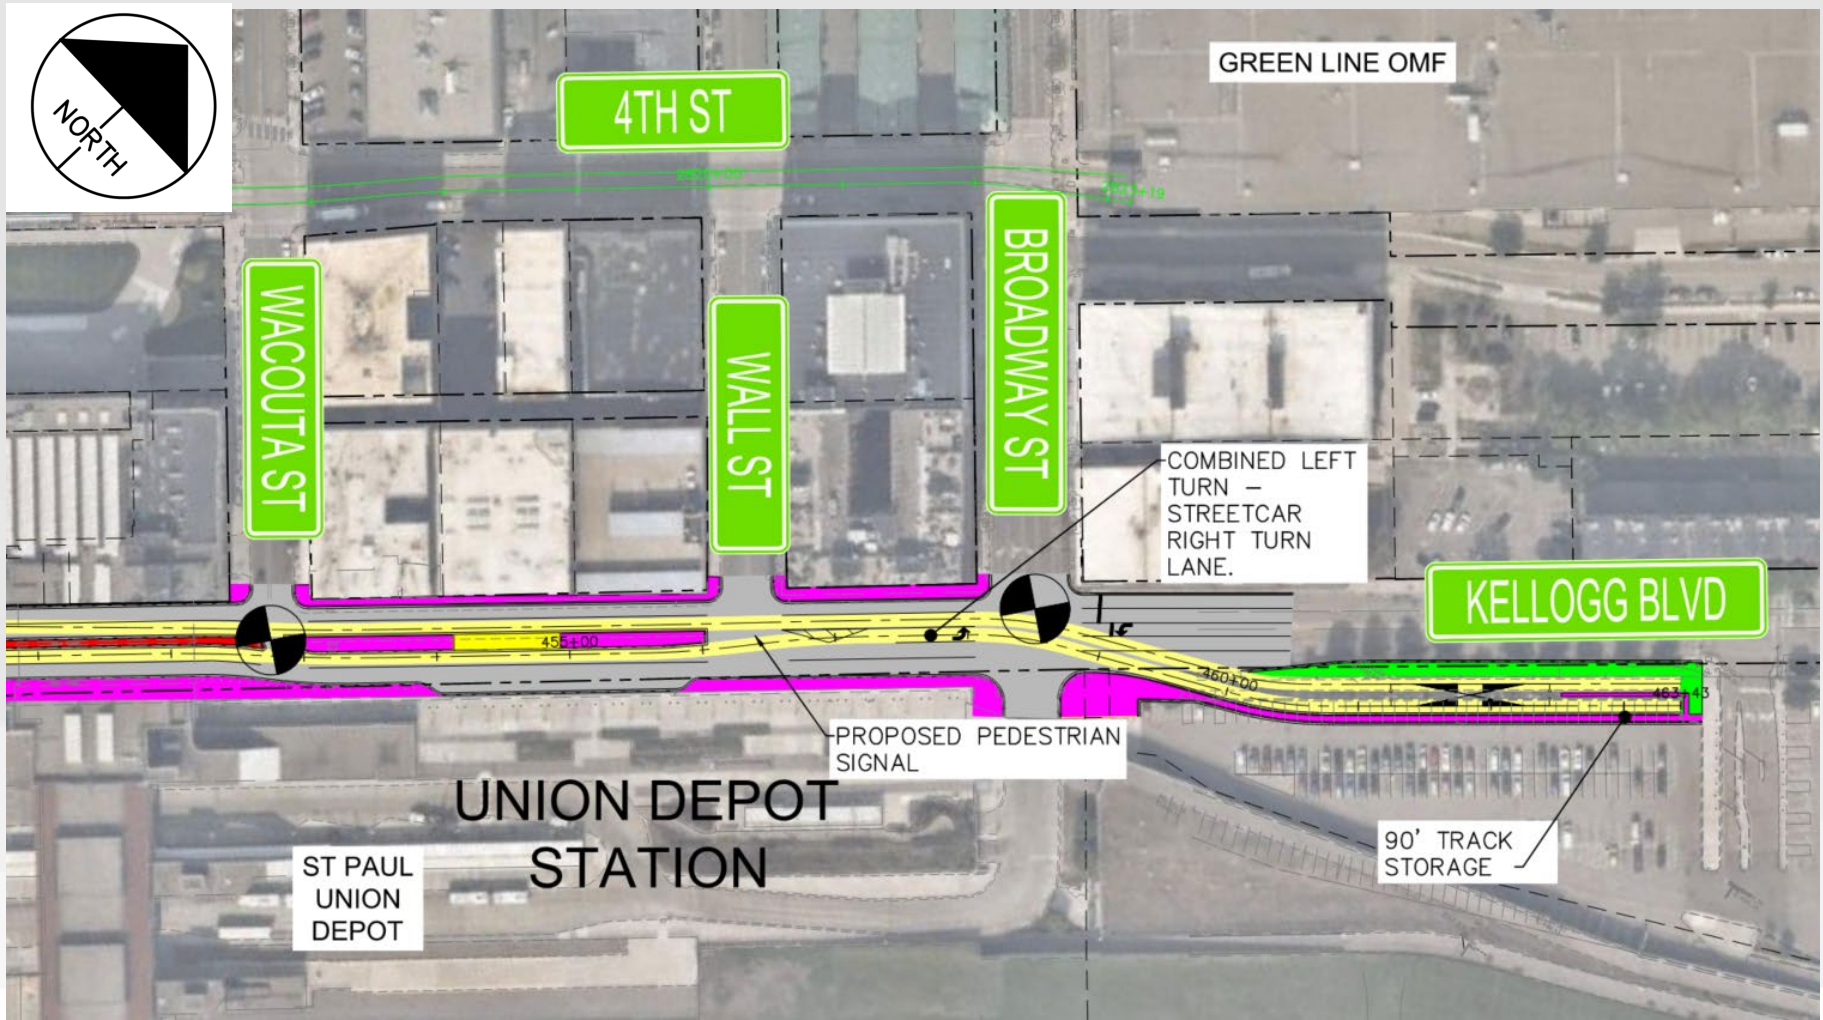 NORTH
4TH ST
GREEN LINE OMF
WACOUTA ST
WALL ST
BROADWAY ST
COMBINED LEFT
TURN –
STREETCAR
RIGHT TURN
LANE.
KELLOGG BLVD
455+00
460+00
463+43
PROPOSED PEDESTRIAN
SIGNAL
UNION DEPOT
STATION
90' TRACK
STORAGE
ST PAUL
UNION
DEPOT